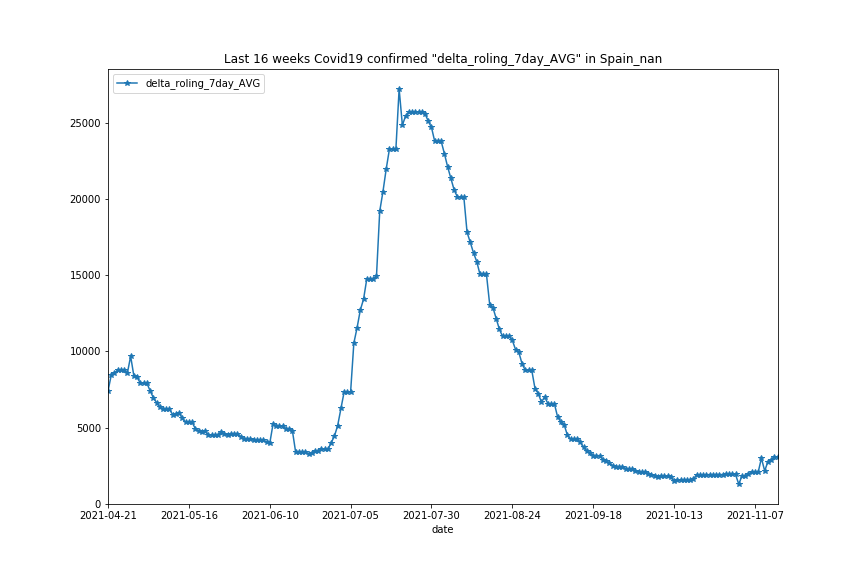 Last 16 weeks Covid19 confirmed "delta_roling_7day_AVG" in Spain_nan
delta_roling_7day_AVG
25000
20000
15000
10000
5000
0
2021-04-21 2021-05-16 2021-06-10 2021-07-05 2021-07-30 2021-08-24 2021-09-18 2021-10-13 2021-11-07
date